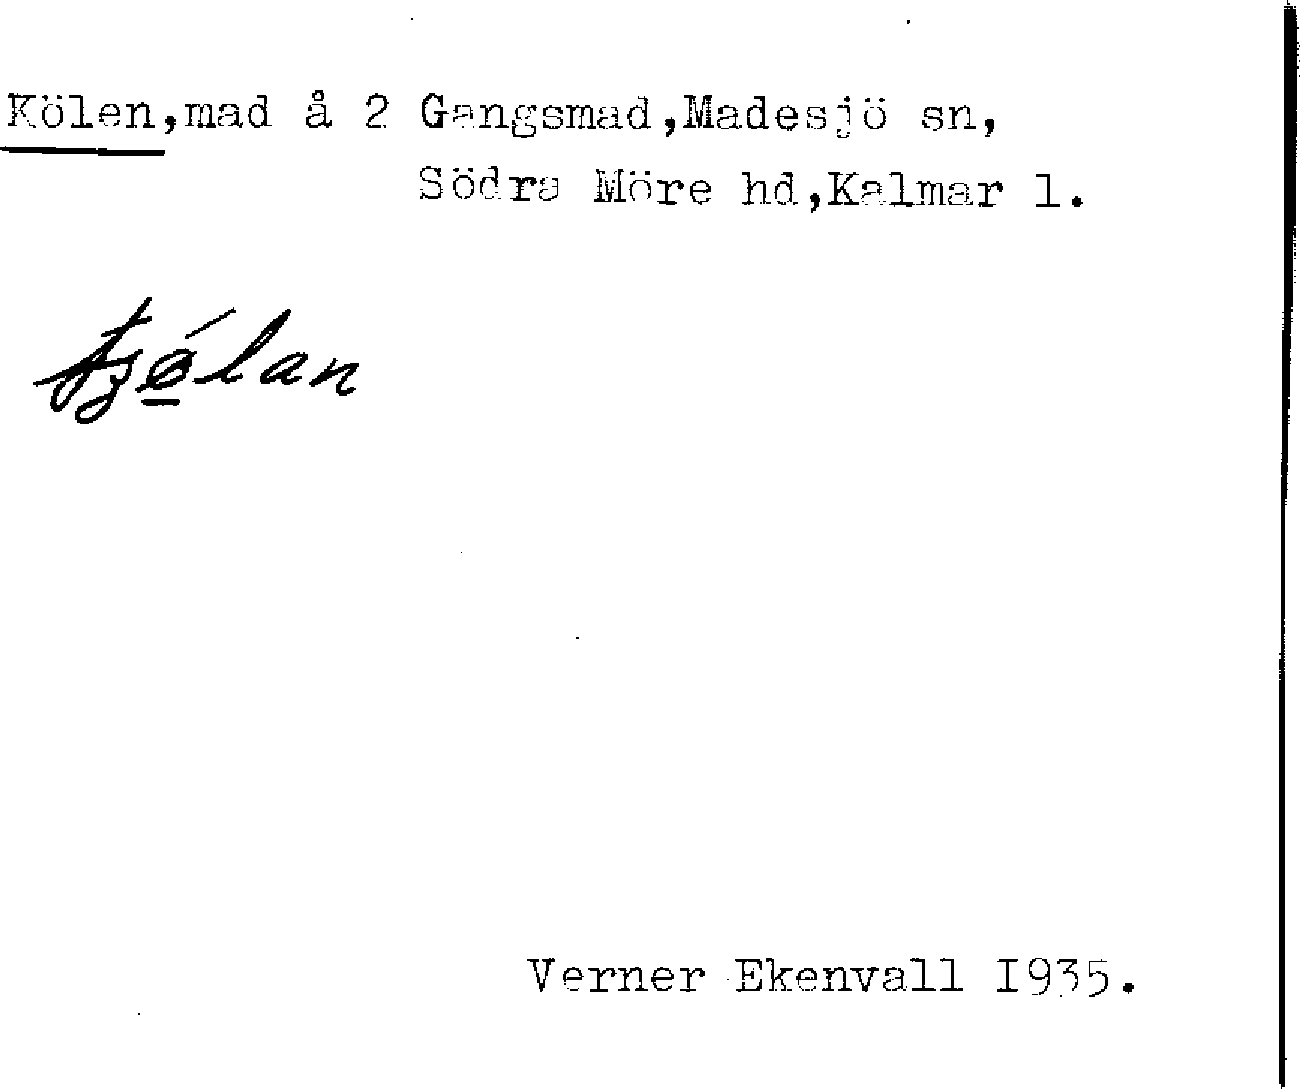 Kölen,mad å 2 Gangsmad,Madesjö sn,
Södra Möre hd,Kalmar l.
Verner Ekenvall I935.